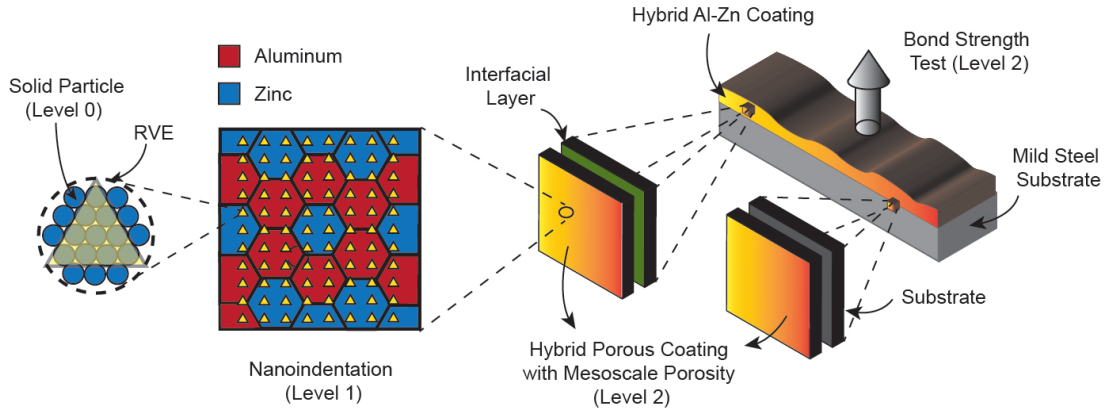 Solid Particle
(Level 0)
RVE
Aluminum
Zinc
Nanoindentation
(Level 1)
Interfacial
Layer
Hybrid Porous Coating
with Mesoscale Porosity
(Level 2)
Hybrid Al-Zn Coating
Bond Strength
Test (Level 2)
Mild Steel
Substrate
Substrate